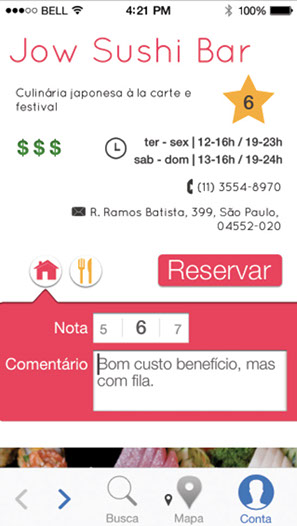 BELL 4:21 PM 100%
Jow Sushi Bar
Culinária japonesa à la carte e
festival
6
$ $ $
ter - sex | 12-16h / 19-23h
sab - dom | 13-16h / 19-24h
(11) 3554-8970
R. Ramos Batista, 399, São Paulo,
04552-020
Reservar
Nota 5 6 7
Comentário
Bom custo benefício, mas
com fila.
Busca Mapa Conta